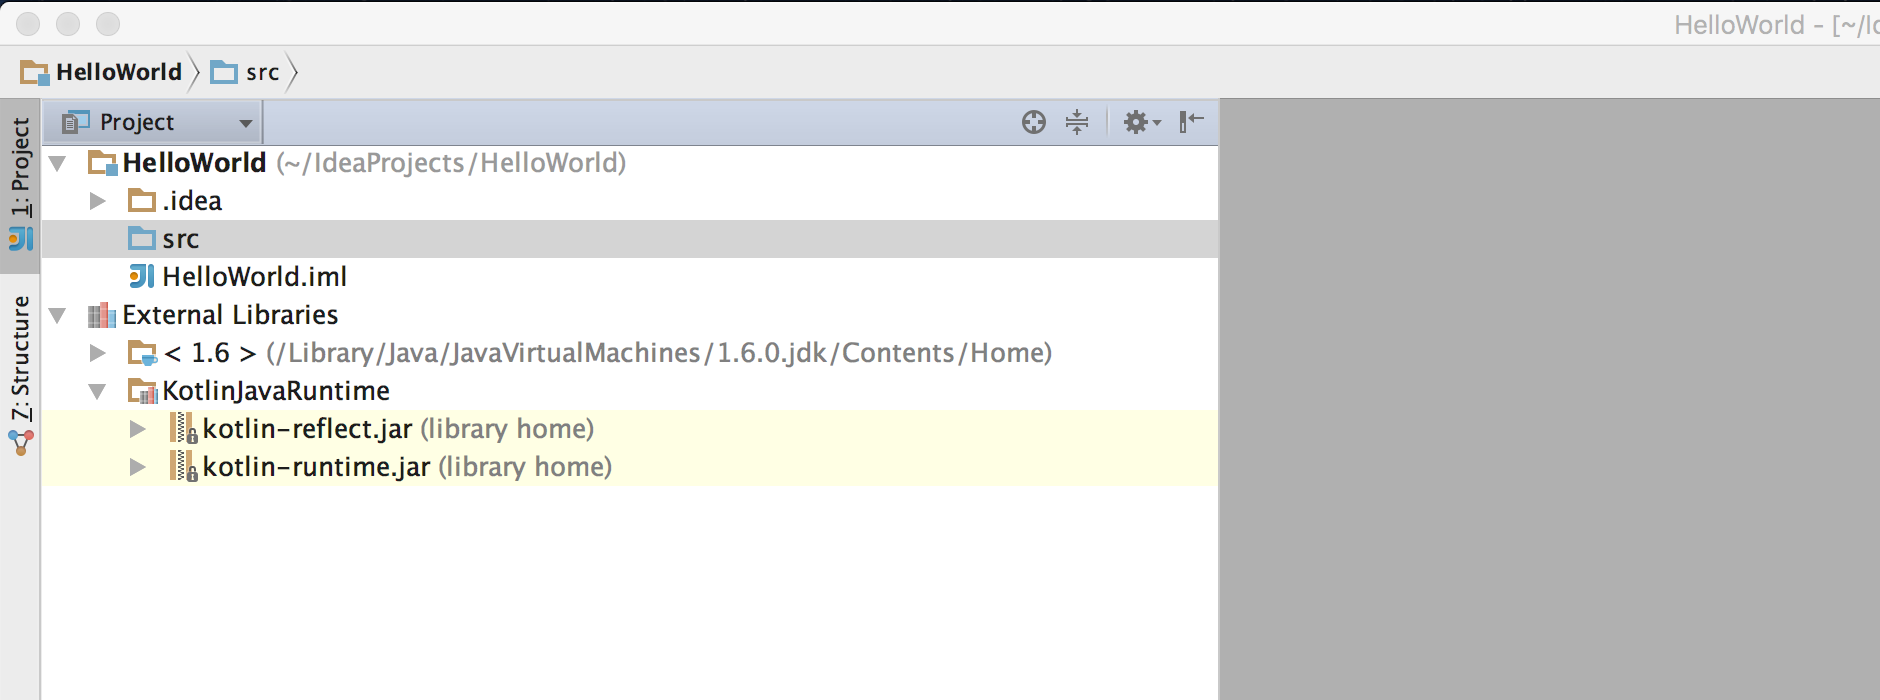 HelloWorld - [~/Id
HelloWorld src
1: Project
7: Structure
Project
HelloWorld (~/IdeaProjects/HelloWorld)
.idea
src
HelloWorld.iml
External Libraries
< 1.6 > (/Library/Java/JavaVirtualMachines/1.6.0.jdk/Contents/Home)
KotlinJavaRuntime
kotlin-reflect.jar (library home)
kotlin-runtime.jar (library home)